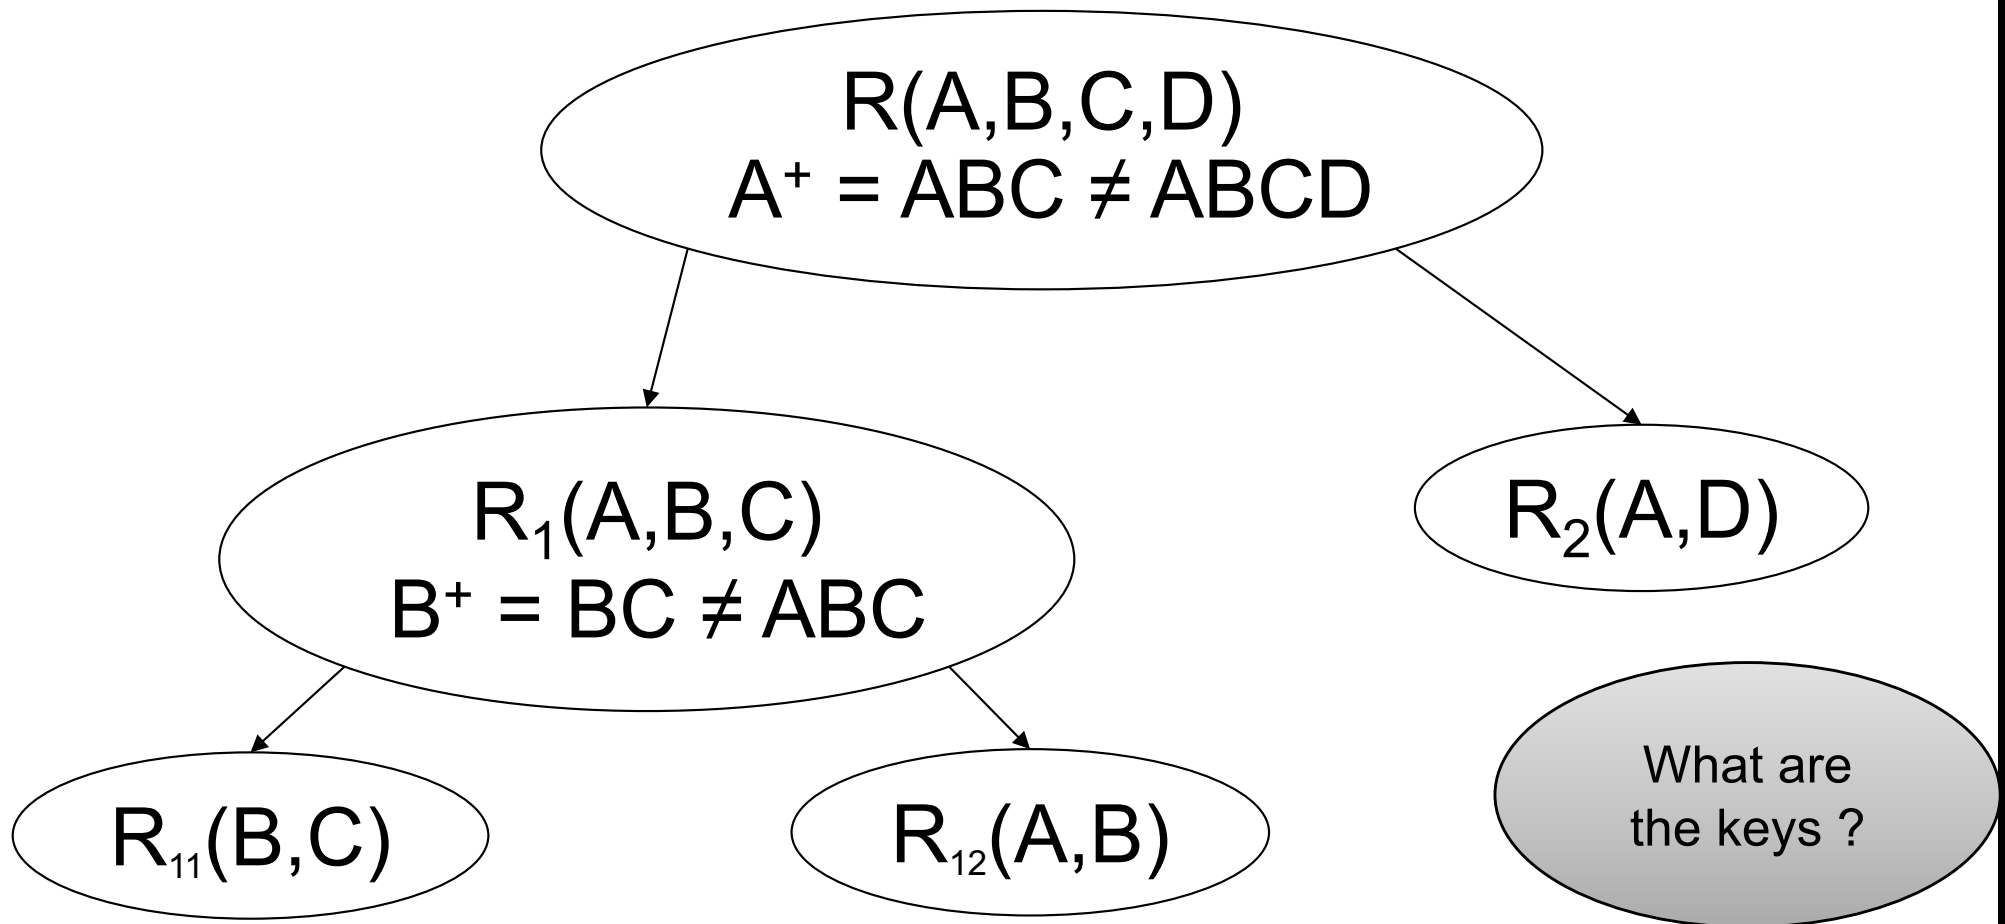 R(A,B,C,D)
A⁺ = ABC ≠ ABCD
R₁(A,B,C)
B⁺ = BC ≠ ABC
R₂(A,D)
R₁₁(B,C)
R₁₂(A,B)
What are
the keys ?